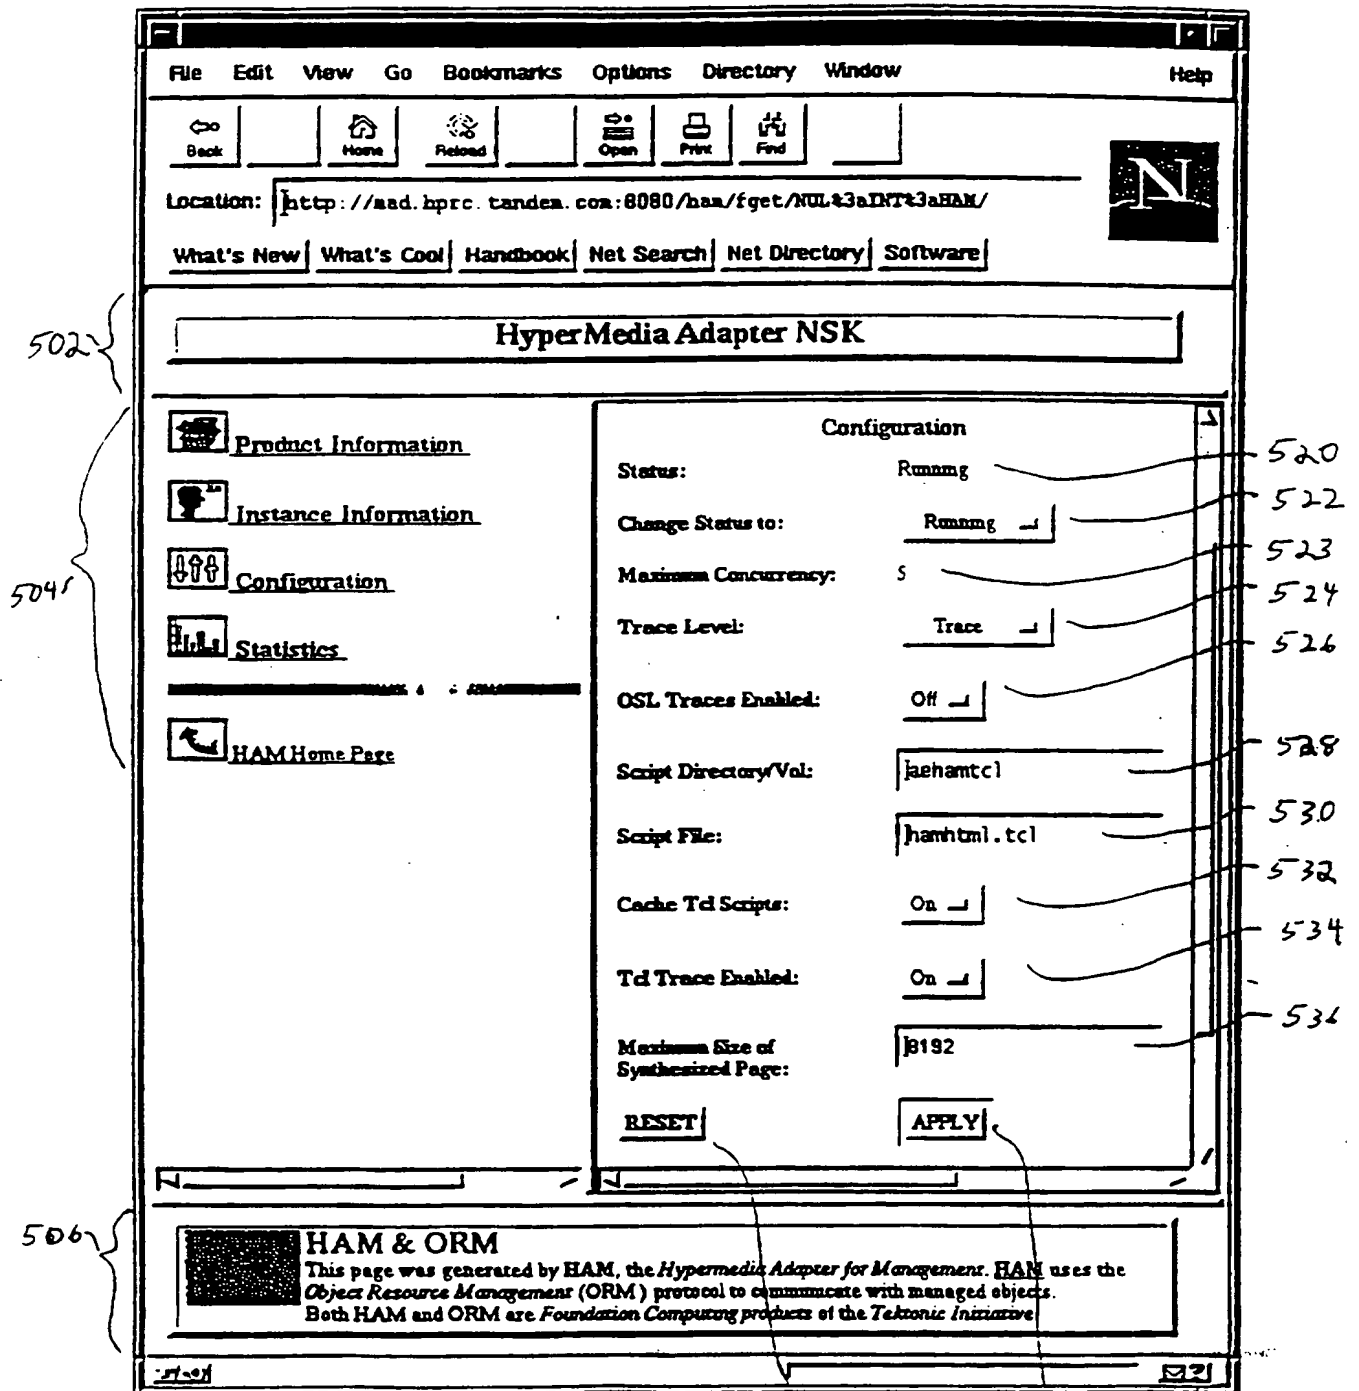 File Edit View Go Bookmarks Options Directory Window Help
Back Home Reload Open Print Find
N
Location: http://mad.hprc.tandem.com:8080/ham/fget/NUL%3aINT%3aHAM/
What's New What's Cool Handbook Net Search Net Directory Software
502
HyperMedia Adapter NSK
504
Product Information
Instance Information
Configuration
Statistics
HAM Home Page
Configuration
Status: Running 520
Change Status to: Running 522
Maximum Concurrency: 5 523
Trace Level: Trace 524
OSL Traces Enabled: Off 526
Script Directory/Vol: aehamtcl 528
Script File: hamhtml.tcl 530
Cache Tcl Scripts: On 532
Tcl Trace Enabled: On 534
Maximum Size of
Synthesized Page: 8192 536
RESET APPLY
506
HAM & ORM
This page was generated by HAM, the Hypermedia Adapter for Management. HAM uses the
Object Resource Management (ORM) protocol to communicate with managed objects.
Both HAM and ORM are Foundation Computing products of the Tektonic Initiative